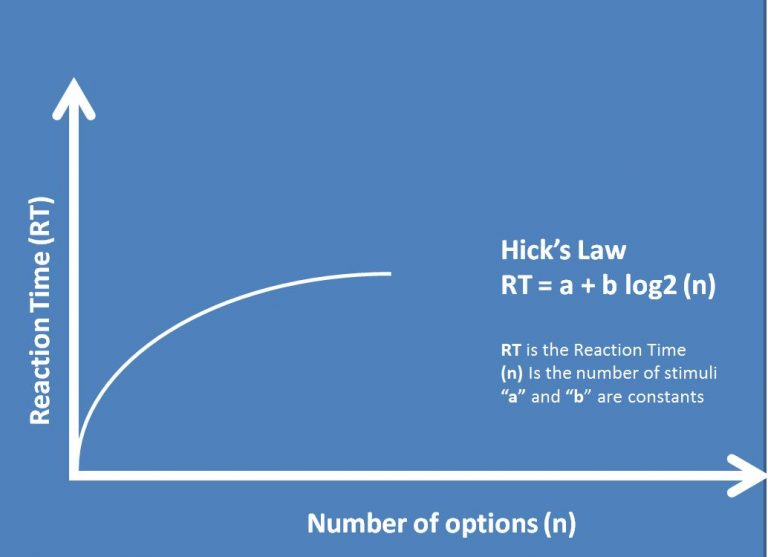 Reaction Time (RT)
Hick’s Law
RT = a + b log2 (n)
RT is the Reaction Time
(n) Is the number of stimuli
“a” and “b” are constants
Number of options (n)